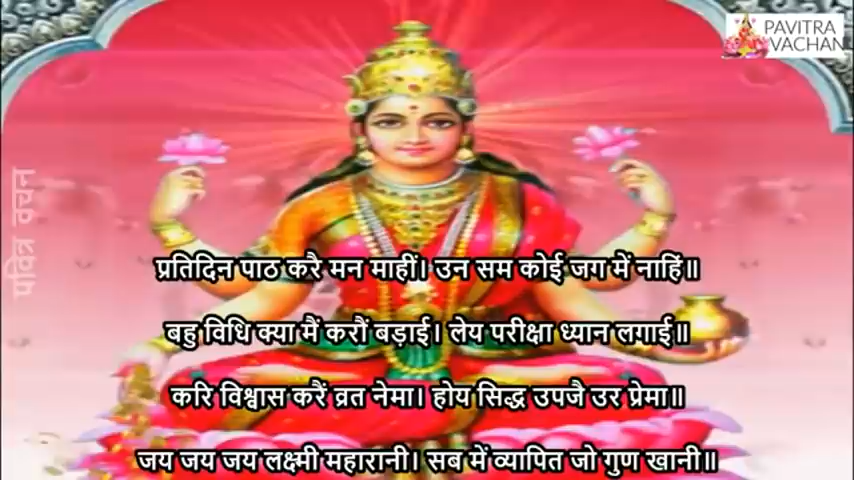 PAVITRA
VACHAN
पवित्र वचन
प्रतिदिन पाठ करै मन माहीं। उन सम कोई जग में नाहिं॥
बहु विधि क्या मैं करौं बड़ाई। लेय परीक्षा ध्यान लगाई॥
करि विश्वास करैं व्रत नेमा। होय सिद्ध उपजै उर प्रेमा॥
जय जय जय लक्ष्मी महारानी। सब में व्यापित जो गुण खानी॥